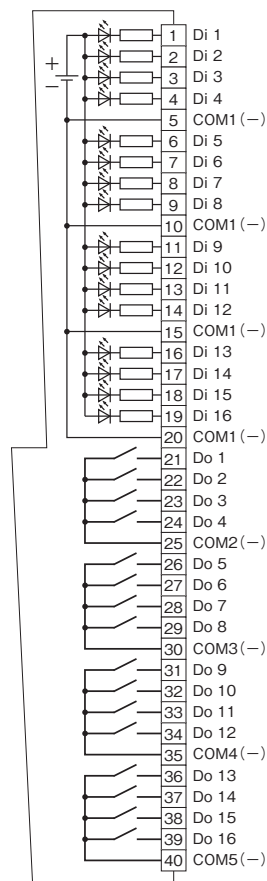 1 Di 1
2 Di 2
+
3 Di 3
−
4 Di 4
5 COM1(−)
6 Di 5
7 Di 6
8 Di 7
9 Di 8
10 COM1(−)
11 Di 9
12 Di 10
13 Di 11
14 Di 12
15 COM1(−)
16 Di 13
17 Di 14
18 Di 15
19 Di 16
20 COM1(−)
21 Do 1
22 Do 2
23 Do 3
24 Do 4
25 COM2(−)
26 Do 5
27 Do 6
28 Do 7
29 Do 8
30 COM3(−)
31 Do 9
32 Do 10
33 Do 11
34 Do 12
35 COM4(−)
36 Do 13
37 Do 14
38 Do 15
39 Do 16
40 COM5(−)